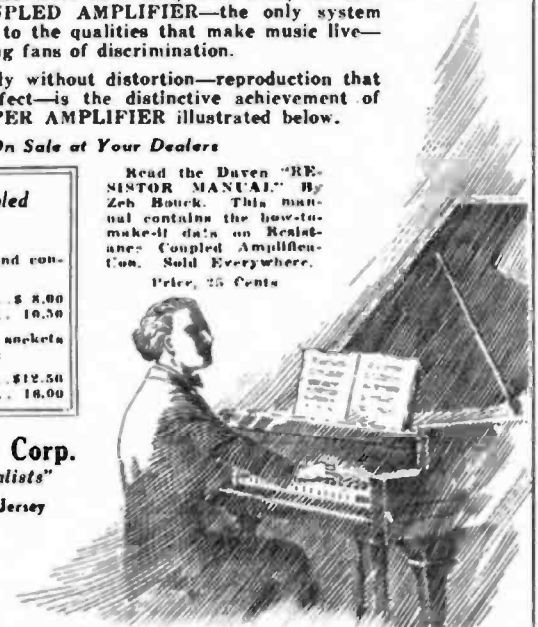 PLED AMPLIFIER—the only system
to the qualities that make music live—
g fans of discrimination.
ly without distortion—reproduction that
fect—is the distinctive achievement of
PER AMPLIFIER illustrated below.
On Sale at Your Dealers
pled
nd con-
$ 8.00
10.50
sockets
$12.50
16.00
Read the Daven "RE-
SISTOR MANUAL" By
Zeh Bouck. This man-
ual contains the how-to-
make-it data on Resist-
ance Coupled Amplifica-
tion. Sold Everywhere.
Price, 25 Cents
Corp.
alists"
Jersey